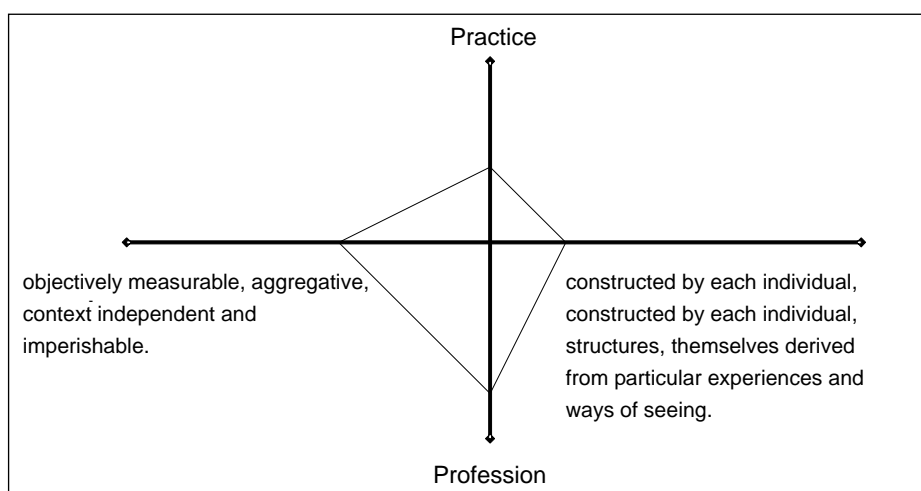 Practice
objectively measurable, aggregative,
context independent and
imperishable.
constructed by each individual,
constructed by each individual,
structures, themselves derived
from particular experiences and
ways of seeing.
Profession